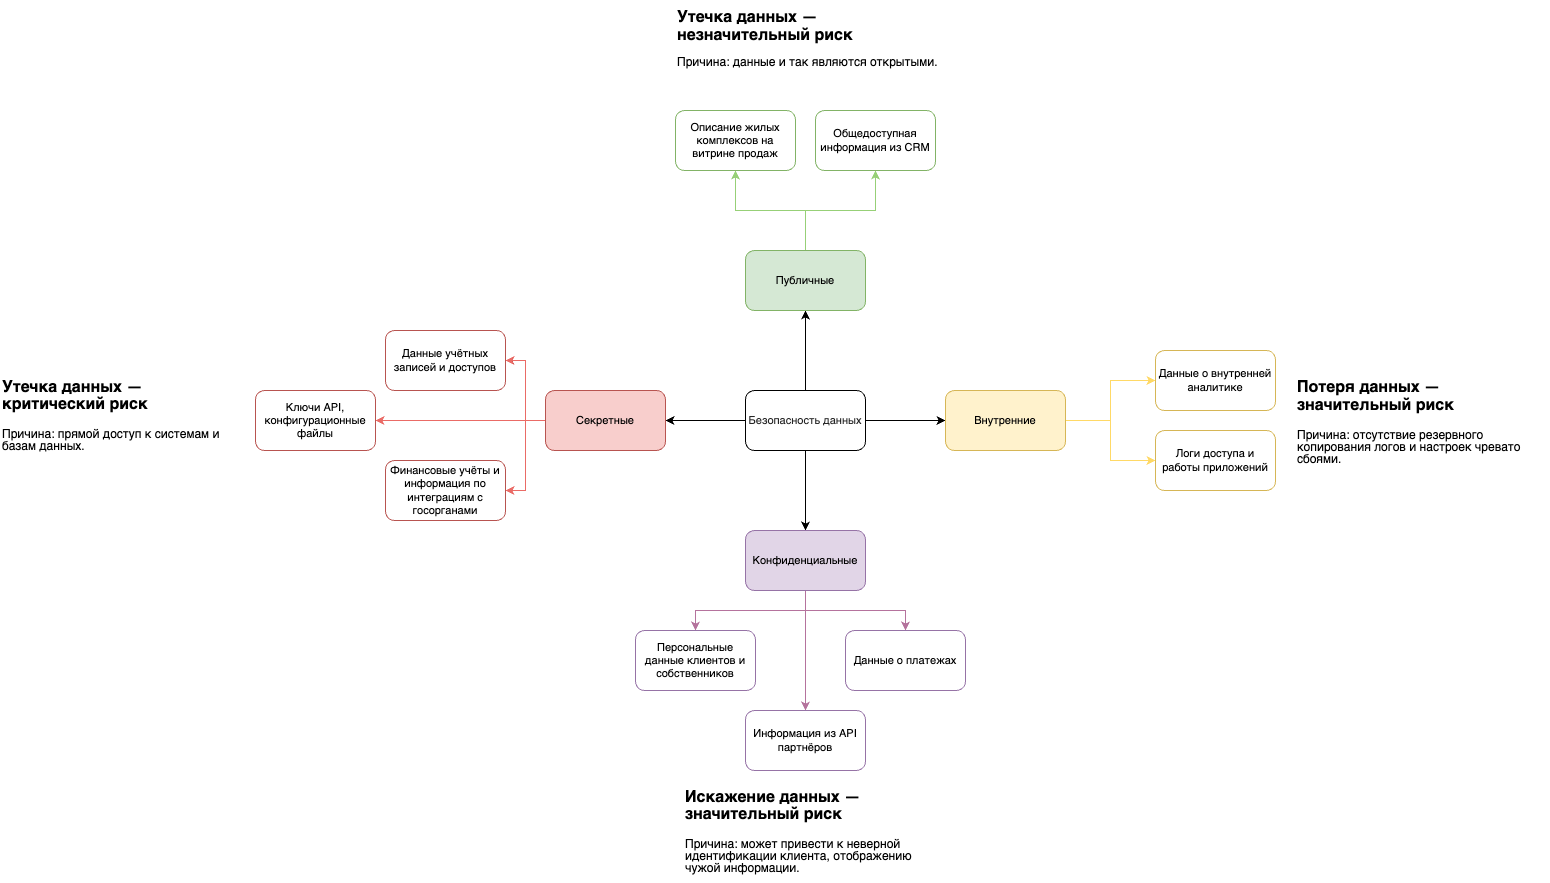 Утечка данных —
незначительный риск
Причина: данные и так являются открытыми.
Описание жилых
комплексов на
витрине продаж
Общедоступная
информация из CRM
Публичные
Утечка данных —
критический риск
Причина: прямой доступ к системам и
базам данных.
Данные учётных
записей и доступов
Ключи API,
конфигурационные
файлы
Финансовые учёты и
информация по
интеграциям с
госорганами
Секретные
Безопасность данных
Внутренние
Данные о внутренней
аналитике
Логи доступа и
работы приложений
Потеря данных —
значительный риск
Причина: отсутствие резервного
копирования логов и настроек чревато
сбоями.
Конфиденциальные
Персональные
данные клиентов и
собственников
Данные о платежах
Информация из API
партнёров
Искажение данных —
значительный риск
Причина: может привести к неверной
идентификации клиента, отображению
чужой информации.